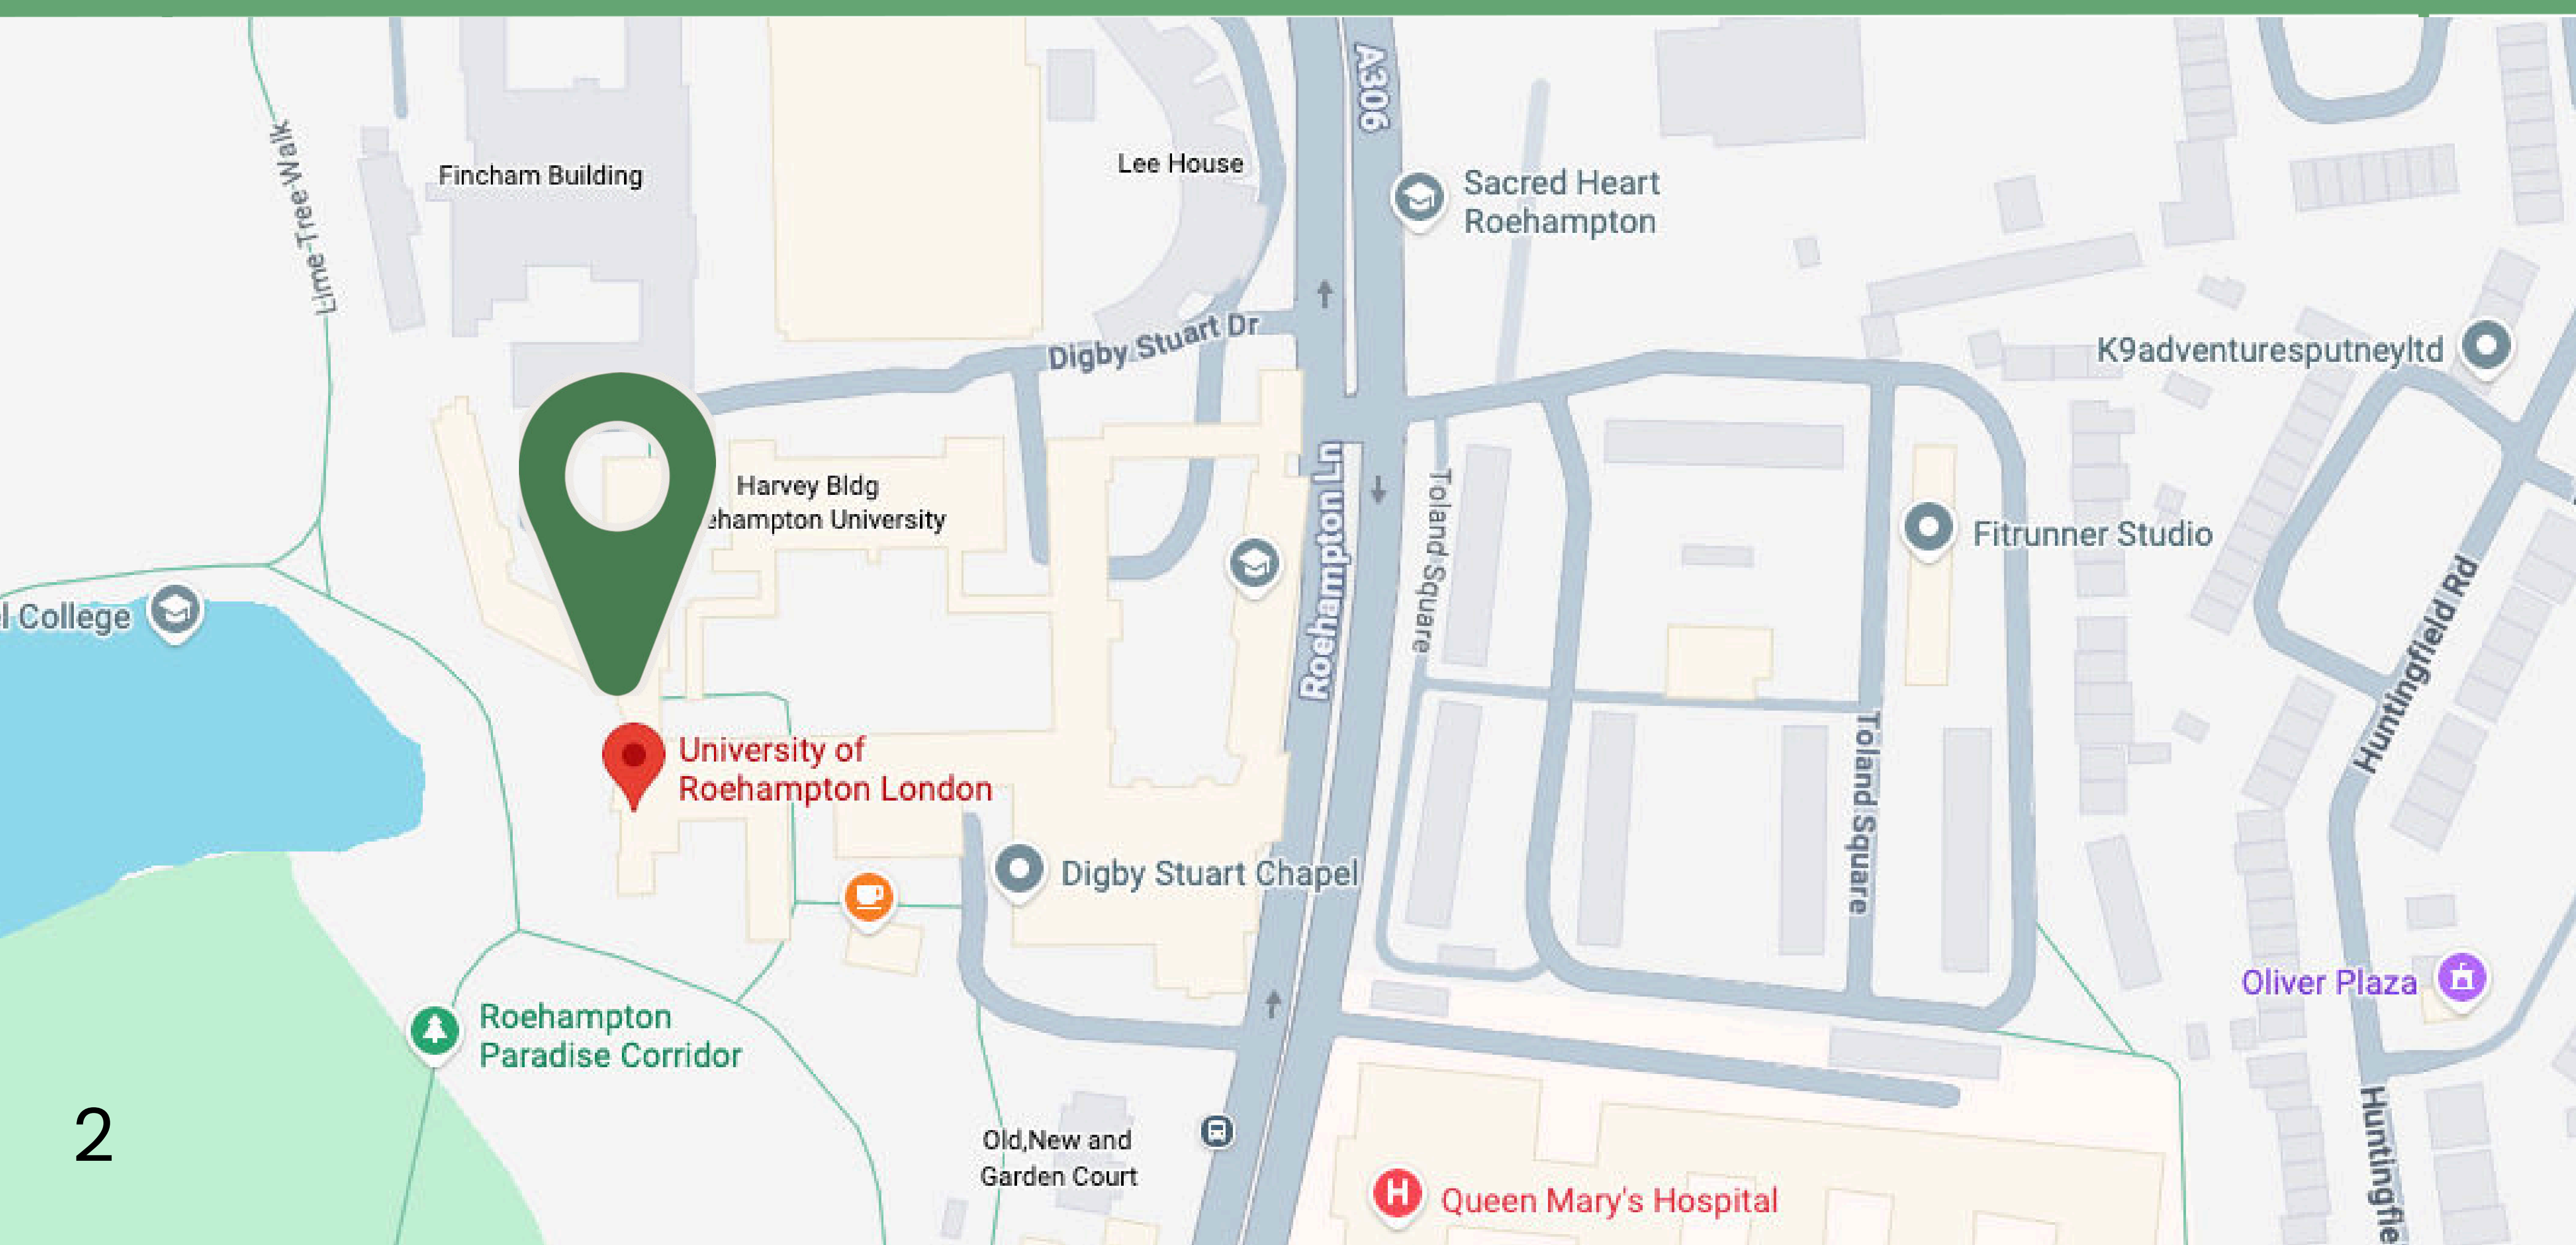 A306
Lime Tree Walk
Fincham Building
Lee House
Sacred Heart
Roehampton
Digby Stuart Dr
K9adventuresputneyltd
Harvey Bldg
ehampton University
Roehampton Ln
Toland Square
Fitrunner Studio
l College
Huntingfield Rd
University of
Roehampton London
Toland Square
Digby Stuart Chapel
Oliver Plaza
Roehampton
Paradise Corridor
2
Old,New and
Garden Court
H
Queen Mary's Hospital
Huntingfie